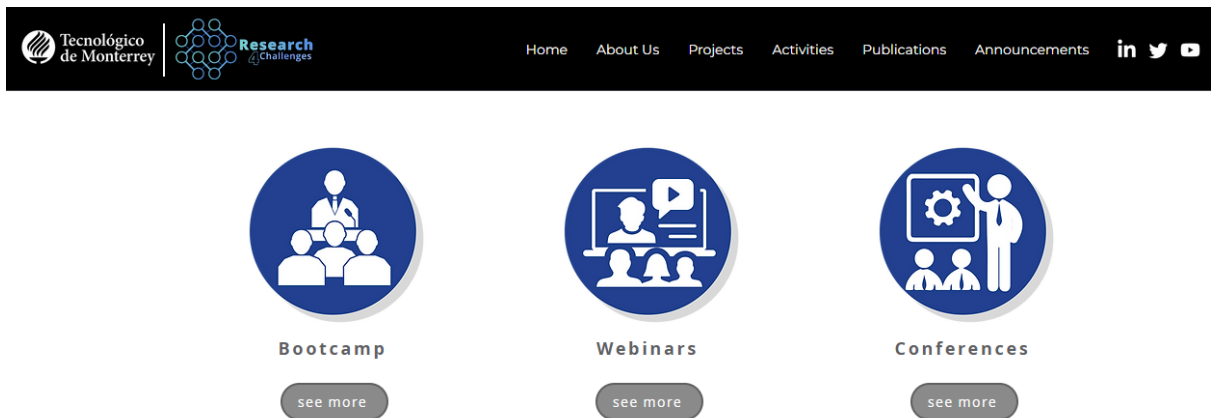 Tecnológico
de Monterrey
Research
4Challenges
Home About Us Projects Activities Publications Announcements in
Bootcamp Webinars Conferences
see more see more see more